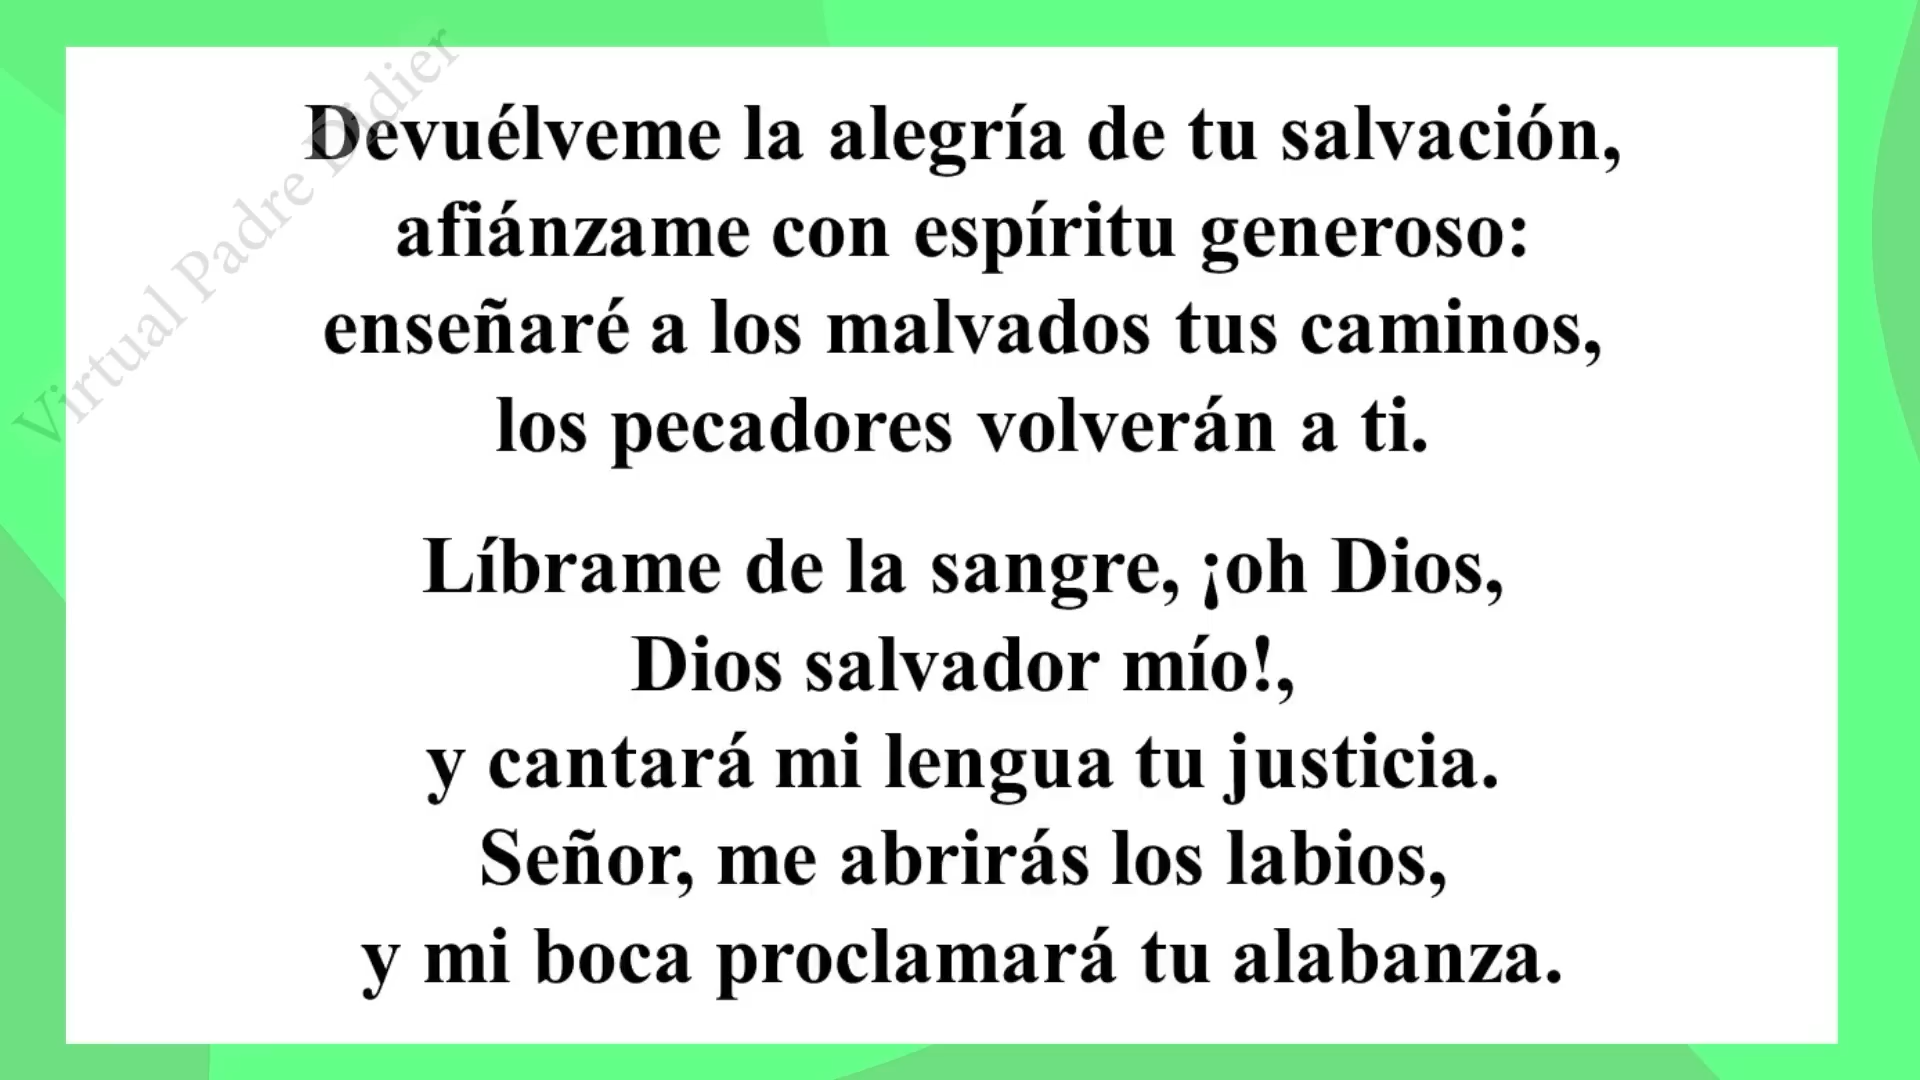 Virtual Padre Didier
Devuélveme la alegría de tu salvación,
afiánzame con espíritu generoso:
enseñaré a los malvados tus caminos,
los pecadores volverán a ti.
Líbrame de la sangre, ¡oh Dios,
Dios salvador mío!,
y cantará mi lengua tu justicia.
Señor, me abrirás los labios,
y mi boca proclamará tu alabanza.